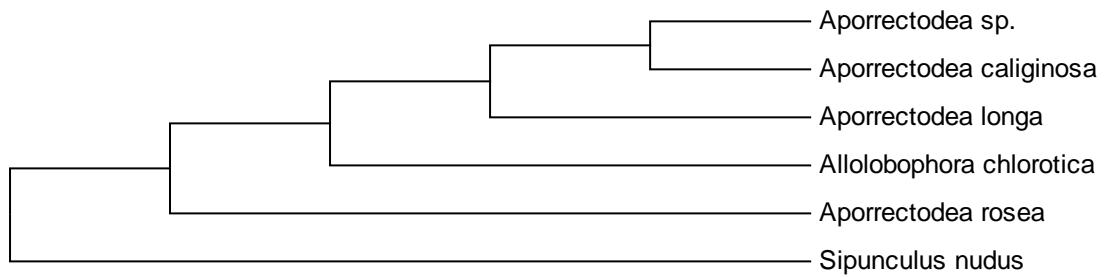 Aporrectodea sp.
Aporrectodea caliginosa
Aporrectodea longa
Allolobophora chlorotica
Aporrectodea rosea
Sipunculus nudus